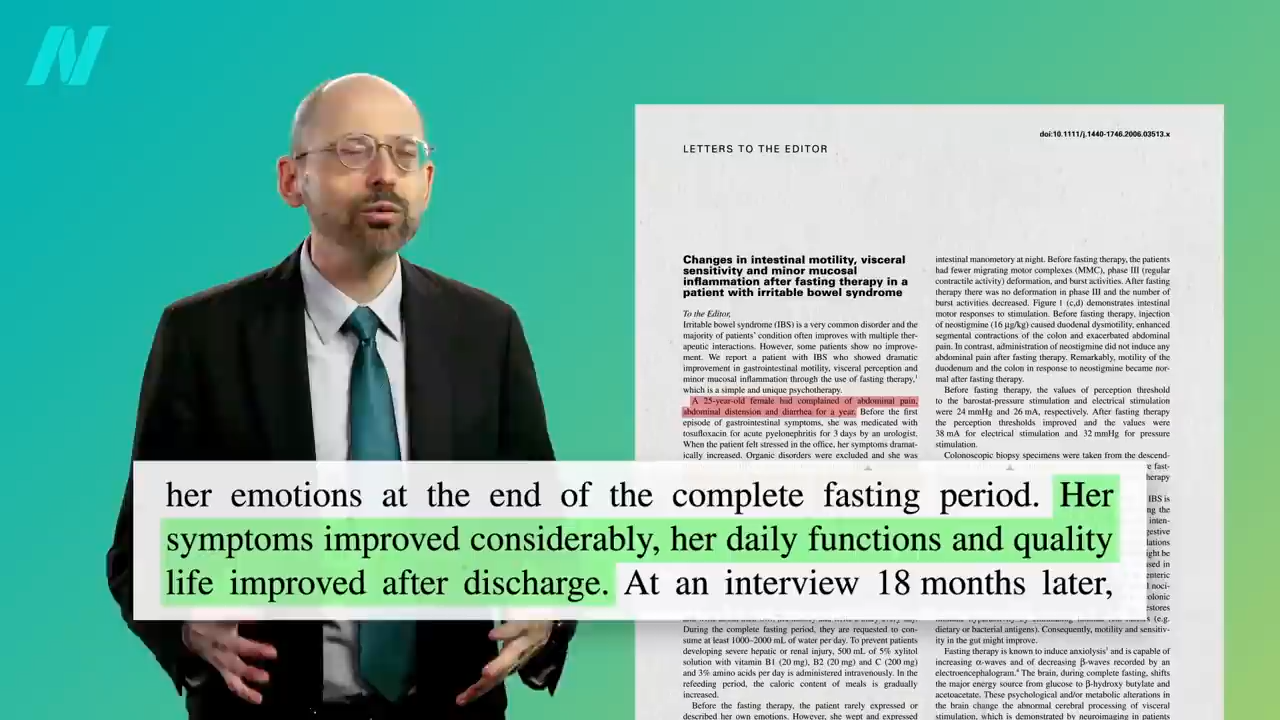 doi:10.1111/j.1440-1746.2006.03513.x
LETTERS TO THE EDITOR
Changes in intestinal motility, visceral
sensitivity and minor mucosal
inflammation after fasting therapy in a
patient with irritable bowel syndrome
To the Editor,
Irritable bowel syndrome (IBS) is a very common disorder and the
majority of patients' condition often improves with multiple ther-
apeutic interactions. However, some patients show no improve-
ment. We report a patient with IBS who showed dramatic
improvement in gastrointestinal motility, visceral perception and
minor mucosal inflammation through the use of fasting therapy,1
which is a simple and unique psychotherapy.
A 25-year-old female had complained of abdominal pain,
abdominal distension and diarrhea for a year. Before the first
episode of gastrointestinal symptoms, she was medicated with
tosufloxacin for acute pyelonephritis for 3 days by an urologist.
When the patient felt stressed in the office, her symptoms dramat-
ically increased. Organic disorders were excluded and she was
intestinal manometry at night. Before fasting therapy, the patients
had fewer migrating motor complexes (MMC), phase III (regular
contractile activity) deformation, and burst activities. After fasting
therapy there was no deformation in phase III and the number of
burst activities decreased. Figure 1 (c,d) demonstrates intestinal
motor responses to stimulation. Before fasting therapy, injection
of neostigmine (16 μg/kg) caused duodenal dysmotility, enhanced
segmental contractions of the colon and exacerbated abdominal
pain. In contrast, administration of neostigmine did not induce any
abdominal pain after fasting therapy. Remarkably, motility of the
duodenum and the colon in response to neostigmine became nor-
mal after fasting therapy.
Before fasting therapy, the values of perception threshold
to the barostat-pressure stimulation and electrical stimulation
were 24 mmHg and 26 mA, respectively. After fasting therapy
the perception thresholds improved and the values were
38 mA for electrical stimulation and 32 mmHg for pressure
stimulation.
Colonoscopic biopsy specimens were taken from the descend-
her emotions at the end of the complete fasting period. Her
symptoms improved considerably, her daily functions and quality
life improved after discharge. At an interview 18 months later,
During the complete fasting period, they are requested to con-
sume at least 1000–2000 mL of water per day. To prevent patients
developing severe hepatic or renal injury, 500 mL of 5% xylitol
solution with vitamin B1 (20 mg), B2 (20 mg) and C (200 mg)
and 3% amino acids per day is administered intravenously. In the
refeeding period, the caloric content of meals is gradually
increased.
Before the fasting therapy, the patient rarely expressed or
described her own emotions. However, she wept and expressed
dietary or bacterial antigens). Consequently, motility and sensitiv-
ity in the gut might improve.
Fasting therapy is known to induce anxiolysis1 and is capable of
increasing α-waves and of decreasing β-waves recorded by an
electroencephalogram.4 The brain, during complete fasting, shifts
the major energy source from glucose to β-hydroxy butylate and
acetoacetate. These psychological and/or metabolic alterations in
the brain change the abnormal cerebral processing of visceral
stimulation, which is demonstrated by neuroimaging in patients